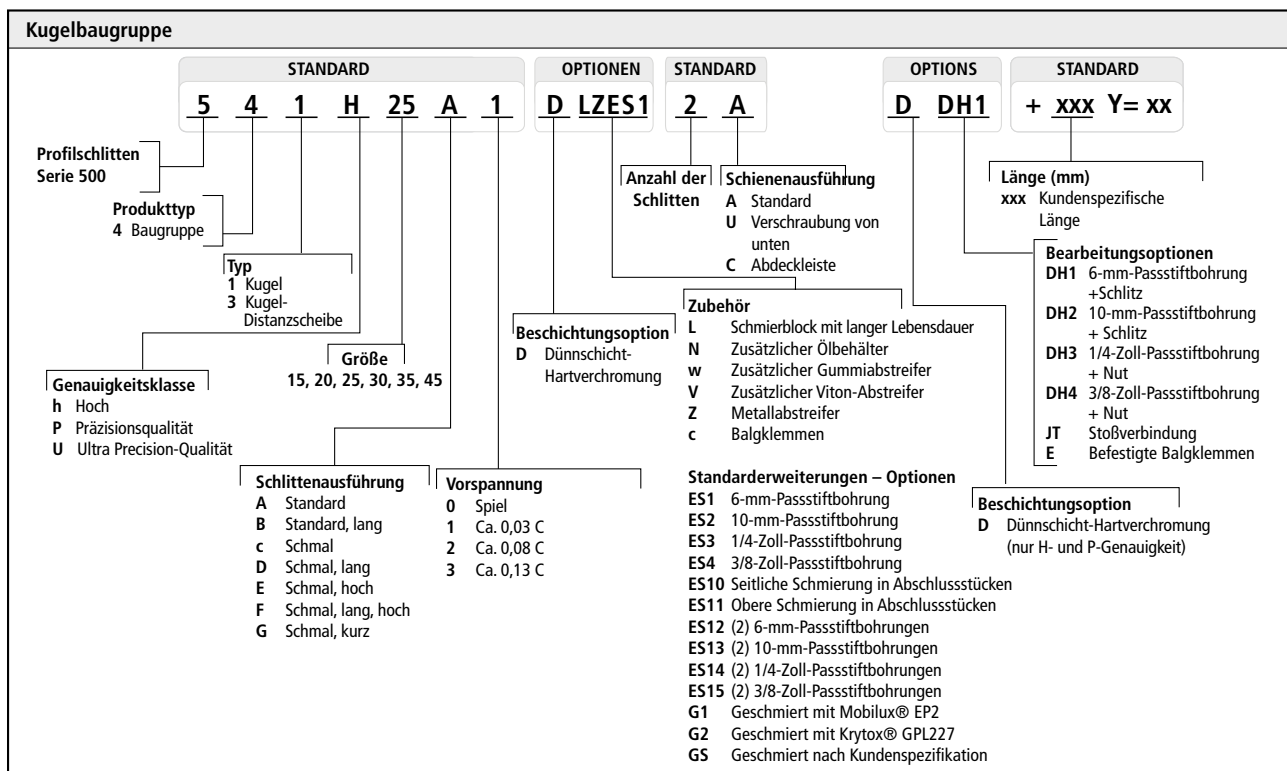 Kugelbaugruppe
STANDARD OPTIONEN STANDARD OPTIONS STANDARD
5 4 1 H 25 A 1 D LZES1 2 A D DH1 + xxx Y= xx
Profilschlitten
Serie 500
Produkttyp
4 Baugruppe
Typ
1 Kugel
3 Kugel-
Distanzscheibe
Genauigkeitsklasse
h Hoch
P Präzisionsqualität
U Ultra Precision-Qualität
Größe
15, 20, 25, 30, 35, 45
Schlittenausführung
A Standard
B Standard, lang
c Schmal
D Schmal, lang
E Schmal, hoch
F Schmal, lang, hoch
G Schmal, kurz
Vorspannung
0 Spiel
1 Ca. 0,03 C
2 Ca. 0,08 C
3 Ca. 0,13 C
Beschichtungsoption
D Dünnschicht-
Hartverchromung
Anzahl der
Schlitten
Schienenausführung
A Standard
U Verschraubung von
unten
C Abdeckleiste
Zubehör
L Schmierblock mit langer Lebensdauer
N Zusätzlicher Ölbehälter
w Zusätzlicher Gummiabstreifer
V Zusätzlicher Viton-Abstreifer
Z Metallabstreifer
c Balgklemmen
Standarderweiterungen – Optionen
ES1 6-mm-Passstiftbohrung
ES2 10-mm-Passstiftbohrung
ES3 1/4-Zoll-Passstiftbohrung
ES4 3/8-Zoll-Passstiftbohrung
ES10 Seitliche Schmierung in Abschlussstücken
ES11 Obere Schmierung in Abschlussstücken
ES12 (2) 6-mm-Passstiftbohrungen
ES13 (2) 10-mm-Passstiftbohrungen
ES14 (2) 1/4-Zoll-Passstiftbohrungen
ES15 (2) 3/8-Zoll-Passstiftbohrungen
G1 Geschmiert mit Mobilux® EP2
G2 Geschmiert mit Krytox® GPL227
GS Geschmiert nach Kundenspezifikation
Länge (mm)
xxx Kundenspezifische
Länge
Bearbeitungsoptionen
DH1 6-mm-Passstiftbohrung
+Schlitz
DH2 10-mm-Passstiftbohrung
+ Schlitz
DH3 1/4-Zoll-Passstiftbohrung
+ Nut
DH4 3/8-Zoll-Passstiftbohrung
+ Nut
JT Stoßverbindung
E Befestigte Balgklemmen
Beschichtungsoption
D Dünnschicht-Hartverchromung
(nur H- und P-Genauigkeit)